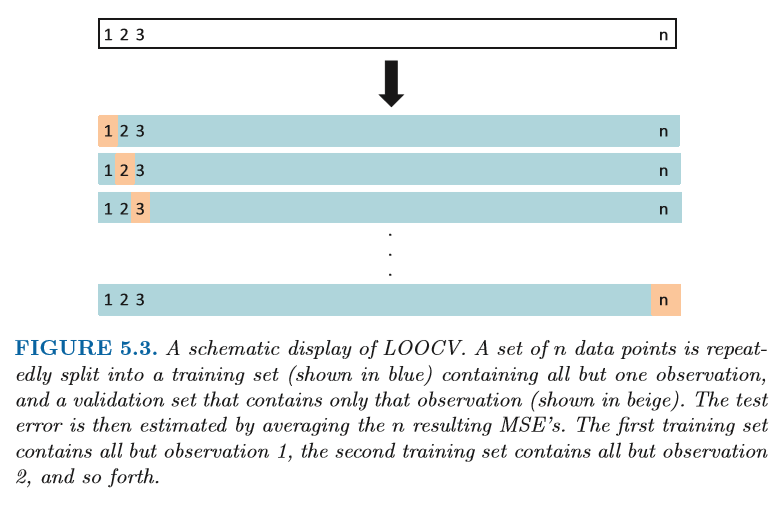 1 2 3 n
1 2 3 n
1 2 3 n
1 2 3 n
1 2 3 n
FIGURE 5.3. A schematic display of LOOCV. A set of n data points is repeat-
edly split into a training set (shown in blue) containing all but one observation,
and a validation set that contains only that observation (shown in beige). The test
error is then estimated by averaging the n resulting MSE's. The first training set
contains all but observation 1, the second training set contains all but observation
2, and so forth.